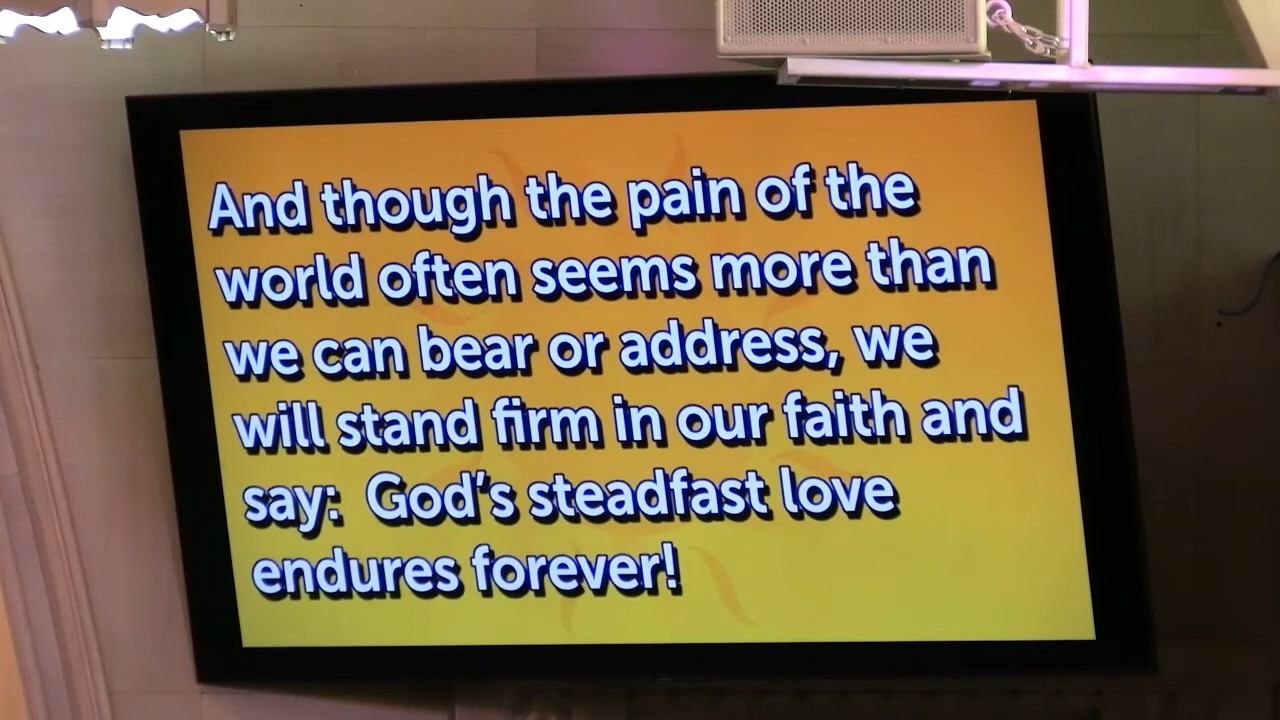 And though the pain of the
world often seems more than
we can bear or address, we
will stand firm in our faith and
say:  God's steadfast love
endures forever!